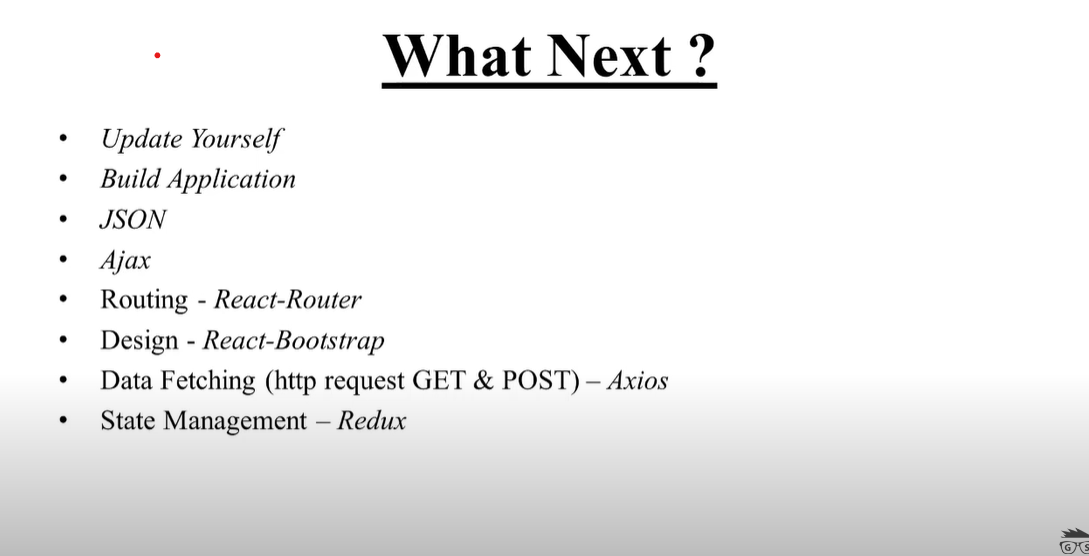 What Next ?
• Update Yourself
• Build Application
• JSON
• Ajax
• Routing - React-Router
• Design - React-Bootstrap
• Data Fetching (http request GET & POST) – Axios
• State Management – Redux
G S